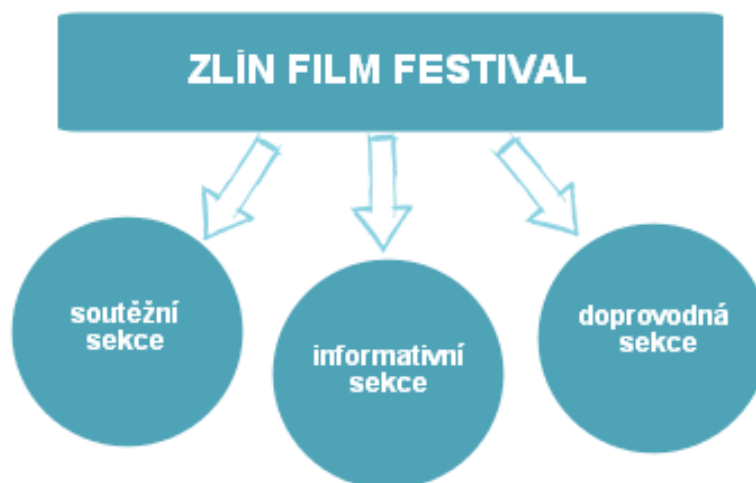 ZLÍN FILM FESTIVAL
soutěžní
sekce
informativní
sekce
doprovodná
sekce